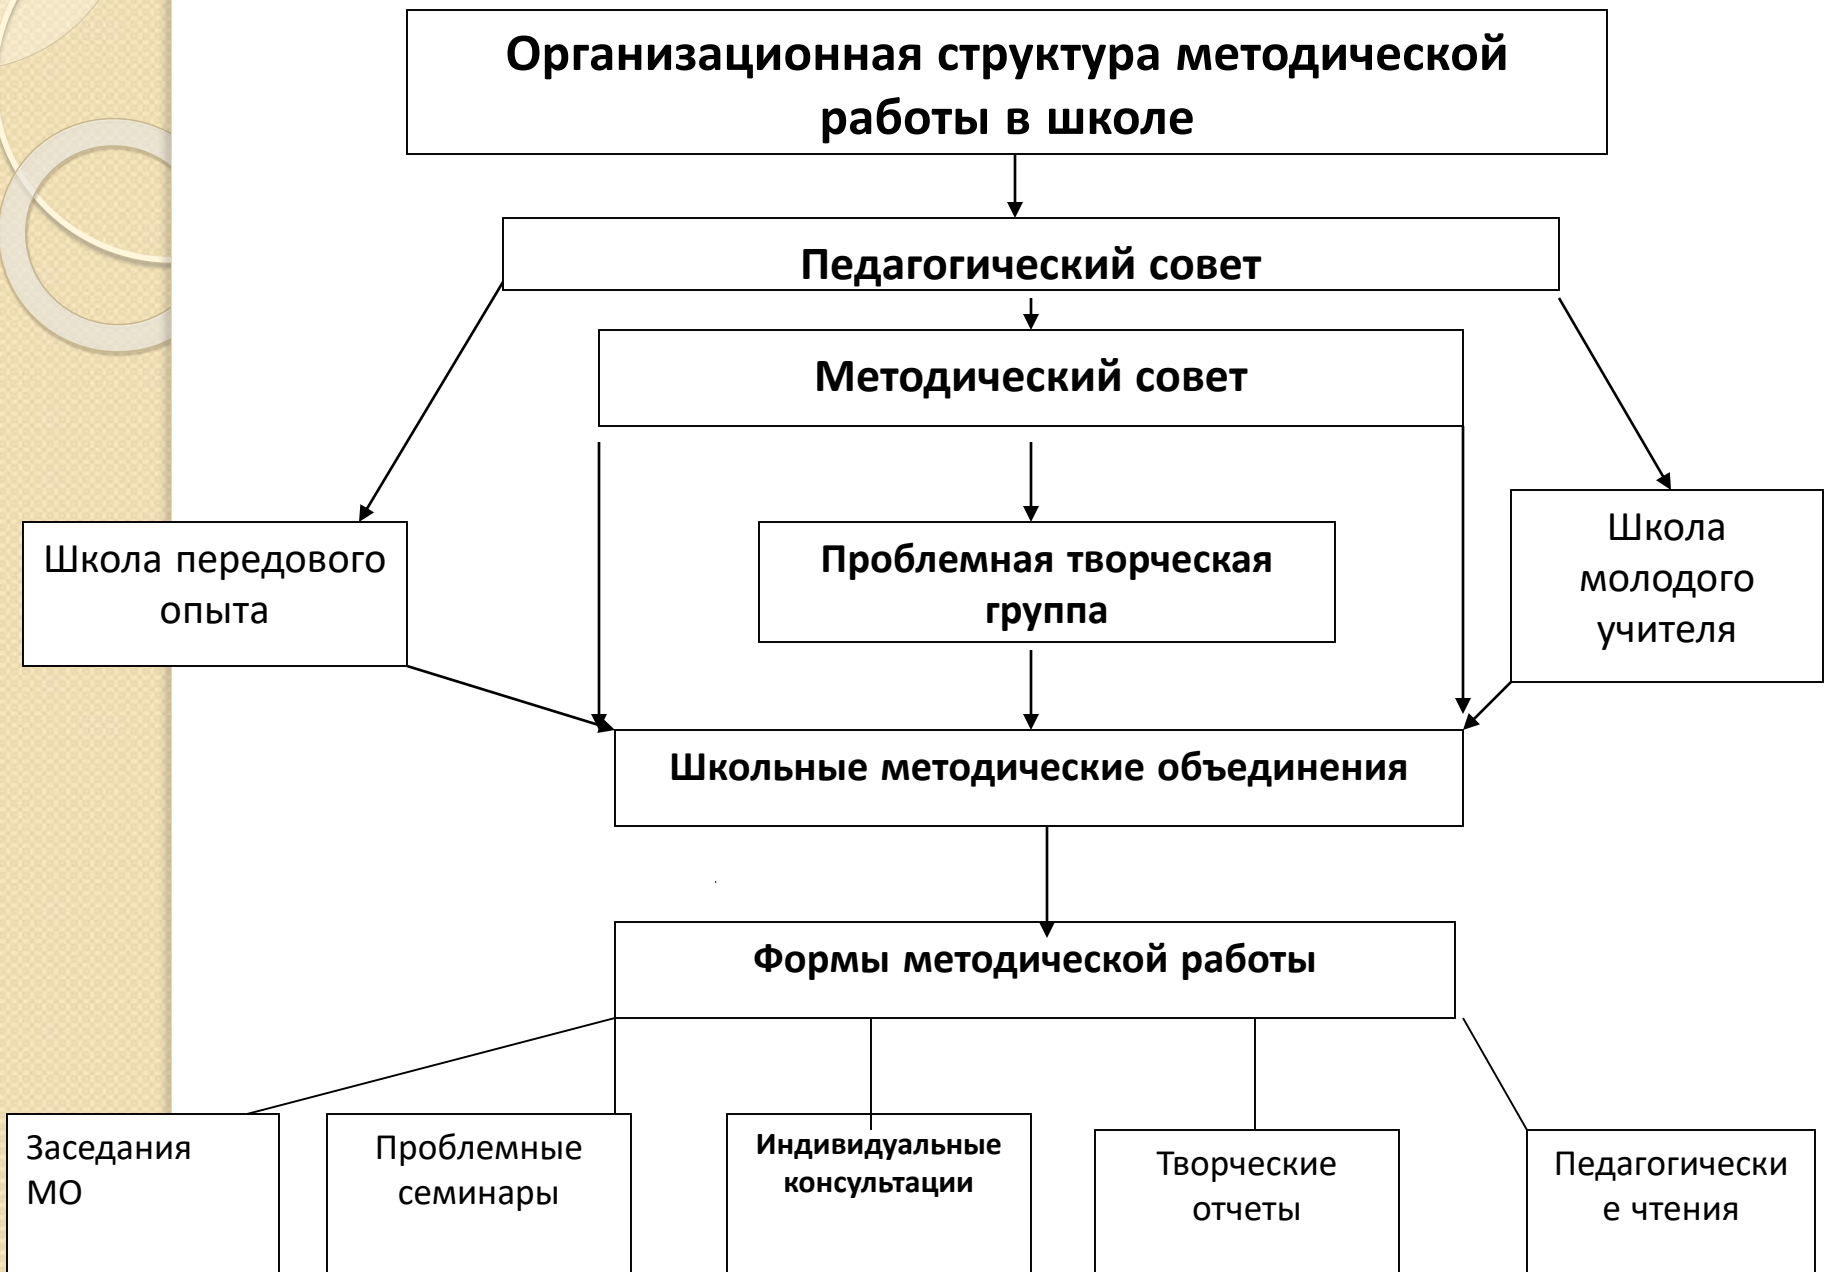 Организационная структура методической
работы в школе
Педагогический совет
Методический совет
Школа передового
опыта
Проблемная творческая
группа
Школа
молодого
учителя
Школьные методические объединения
.
Формы методической работы
Заседания
МО
Проблемные
семинары
Индивидуальные
консультации
Творческие
отчеты
Педагогически
е чтения